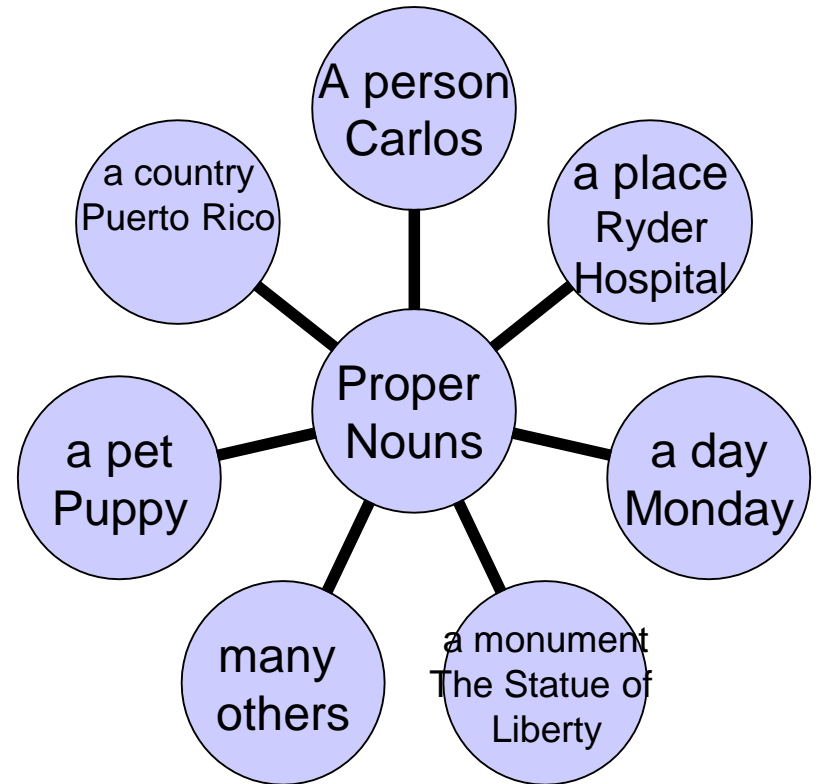 A person
Carlos
a country
Puerto Rico
a place
Ryder
Hospital
Proper
Nouns
a pet
Puppy
a day
Monday
many
others
a monument
The Statue of
Liberty